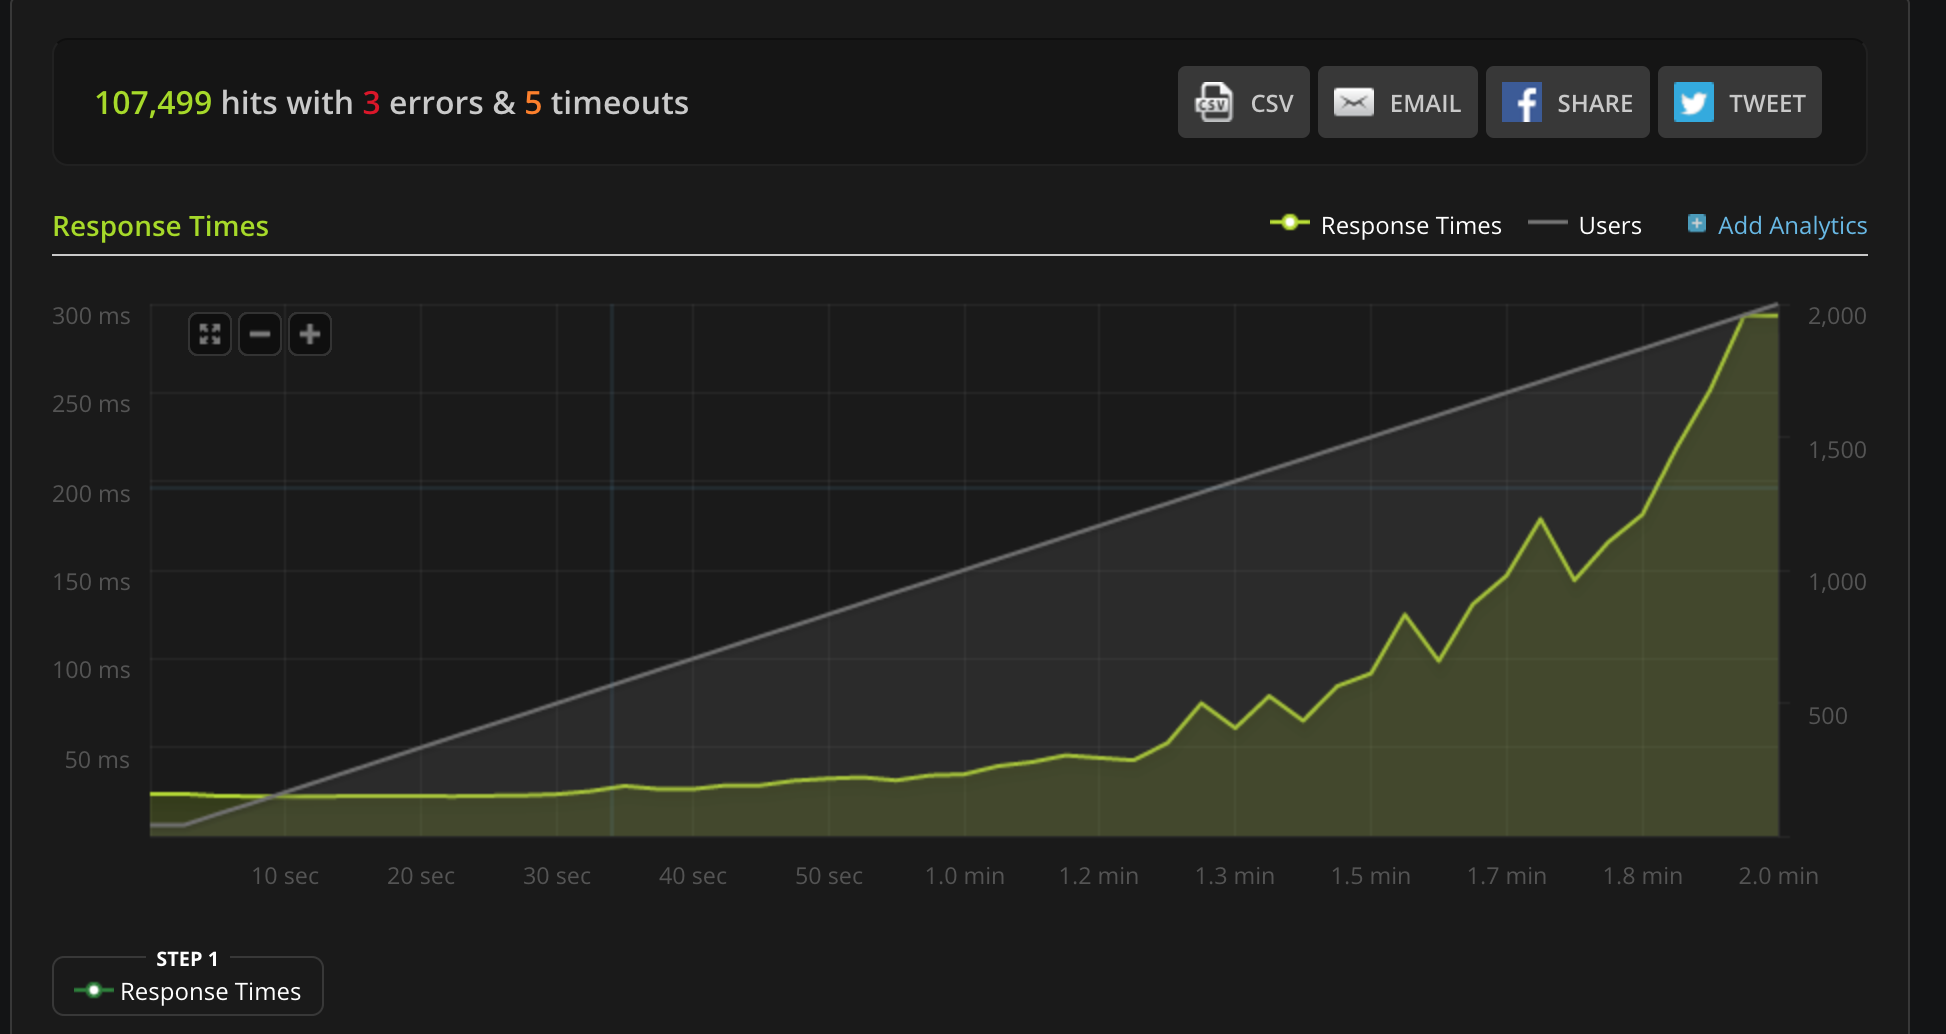 107,499 hits with 3 errors & 5 timeouts
CSV CSV
EMAIL
SHARE
TWEET
Response Times
Response Times
Users
Add Analytics
300 ms
250 ms
200 ms
150 ms
100 ms
50 ms
2,000
1,500
1,000
500
10 sec 20 sec 30 sec 40 sec 50 sec 1.0 min 1.2 min 1.3 min 1.5 min 1.7 min 1.8 min 2.0 min
STEP 1
Response Times